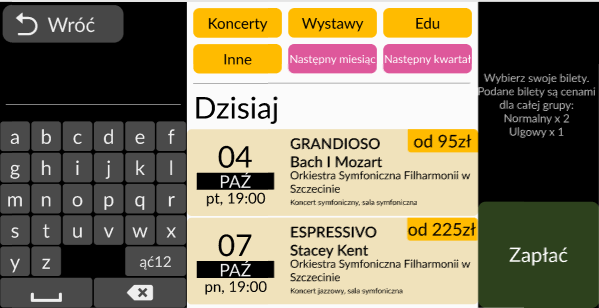 Wróć
a b c d e f
g h i j k l
m n o p q r
s t u v w x
y z ąć12
Koncerty Wystawy Edu
Inne Następny miesiąc Następny kwartał
Dzisiaj
od 95zł
04
PAŹ
pt, 19:00
GRANDIOSO
Bach I Mozart
Orkiestra Symfoniczna Filharmonii w
Szczecinie
Koncert symfoniczny, sala symfoniczna
od 225zł
07
PAŹ
pn, 19:00
ESPRESSIVO
Stacey Kent
Orkiestra Symfoniczna Filharmonii w
Szczecinie
Koncert jazzowy, sala symfoniczna
Wybierz swoje bilety.
Podane bilety są cenami
dla całej grupy:
Normalny x 2
Ulgowy x 1
Zapłać